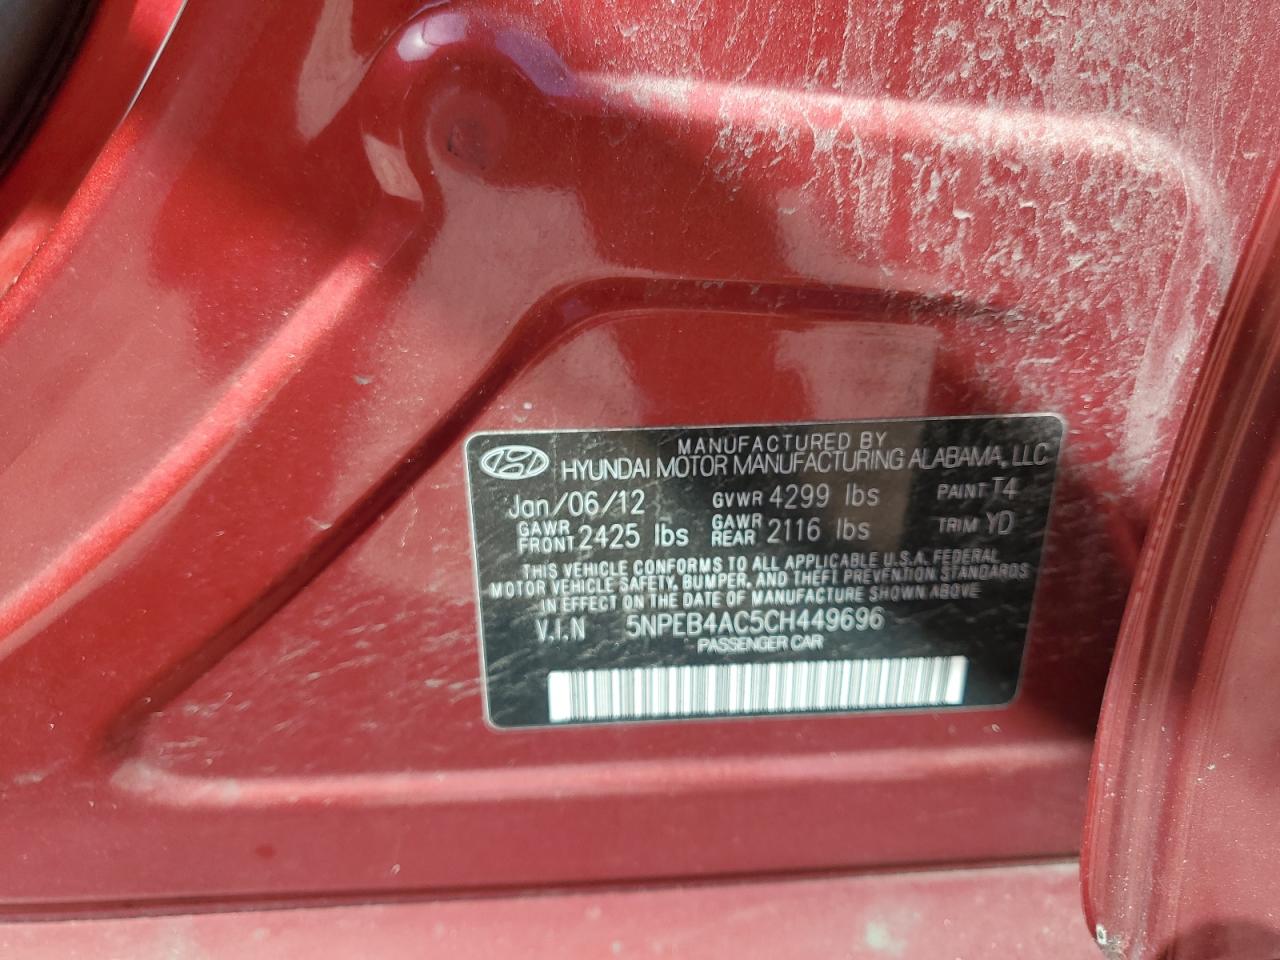 MANUFACTURED BY
HYUNDAI MOTOR MANUFACTURING ALABAMA, LLC
Jan/06/12 GVWR 4299 lbs PAINT T4
GAWR FRONT 2425 lbs GAWR REAR 2116 lbs TRIM YD
THIS VEHICLE CONFORMS TO ALL APPLICABLE U.S.A. FEDERAL
MOTOR VEHICLE SAFETY, BUMPER, AND THEFT PREVENTION STANDARDS
IN EFFECT ON THE DATE OF MANUFACTURE SHOWN ABOVE
V.I.N 5NPEB4AC5CH449696
PASSENGER CAR